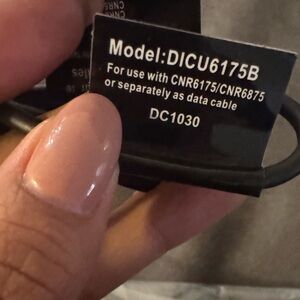 Model:DICU6175B
For use with CNR6175/CNR6875
or separately as data cable
DC1030